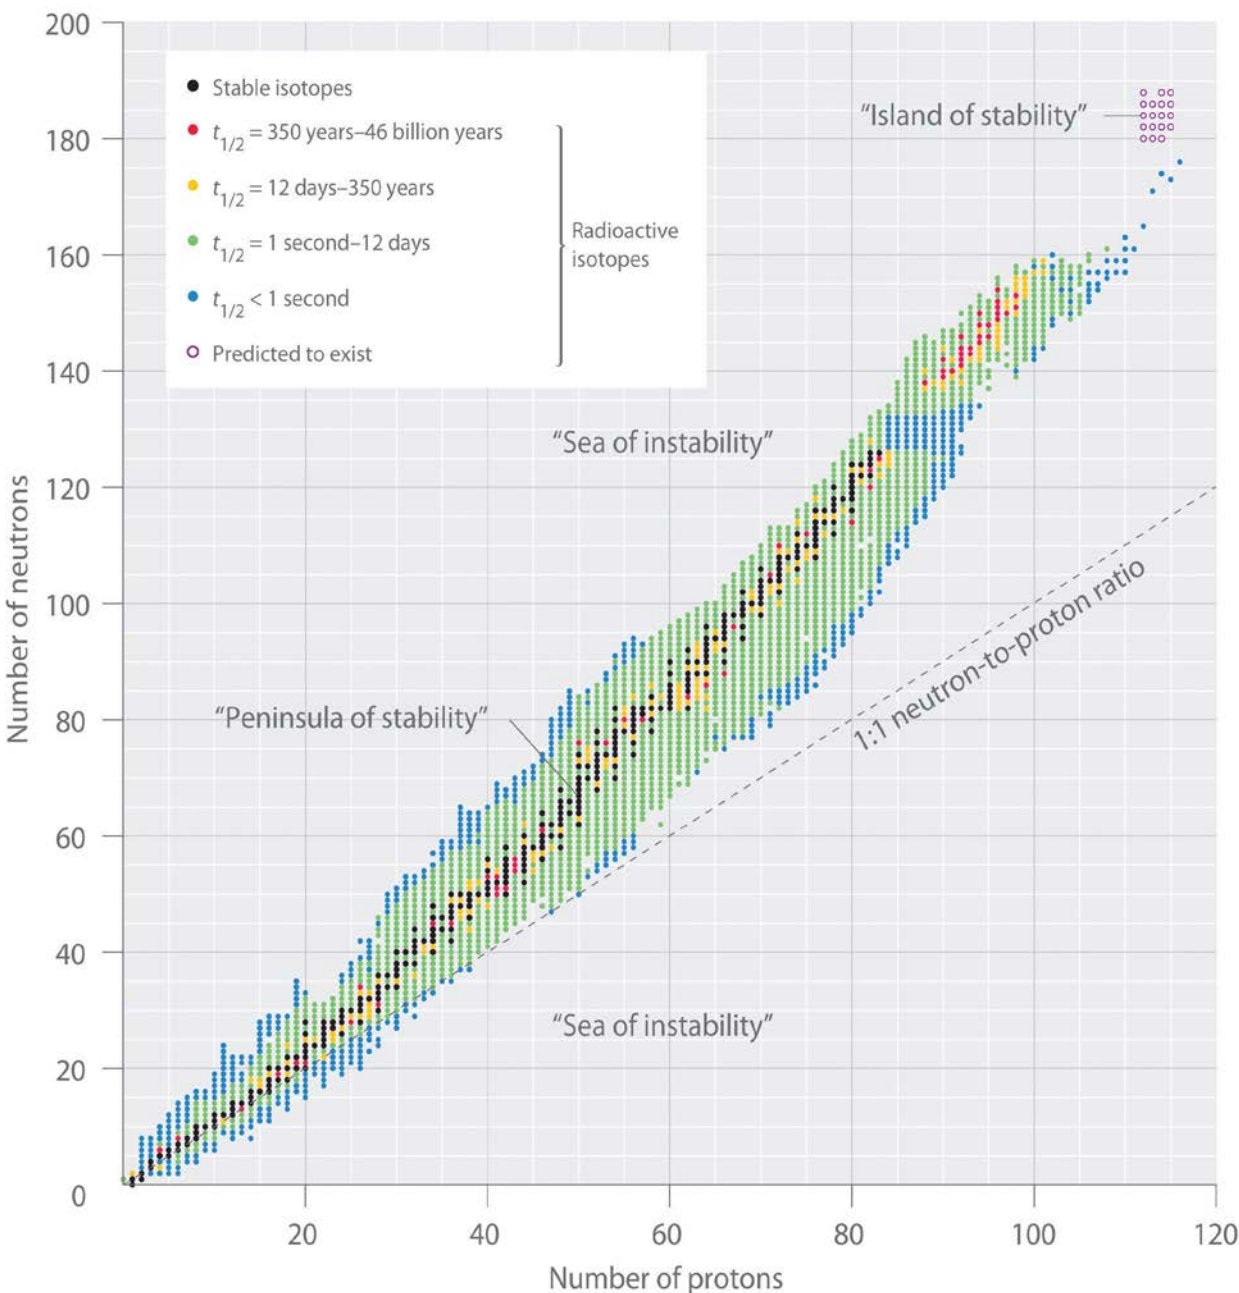 200
180
160
140
120
100
80
60
40
20
0
Number of neutrons
Stable isotopes
t1/2 = 350 years–46 billion years
t1/2 = 12 days–350 years
t1/2 = 1 second–12 days
t1/2 < 1 second
Predicted to exist
Radioactive
isotopes
“Island of stability”
“Sea of instability”
“Peninsula of stability”
1:1 neutron-to-proton ratio
“Sea of instability”
20 40 60 80 100 120
Number of protons